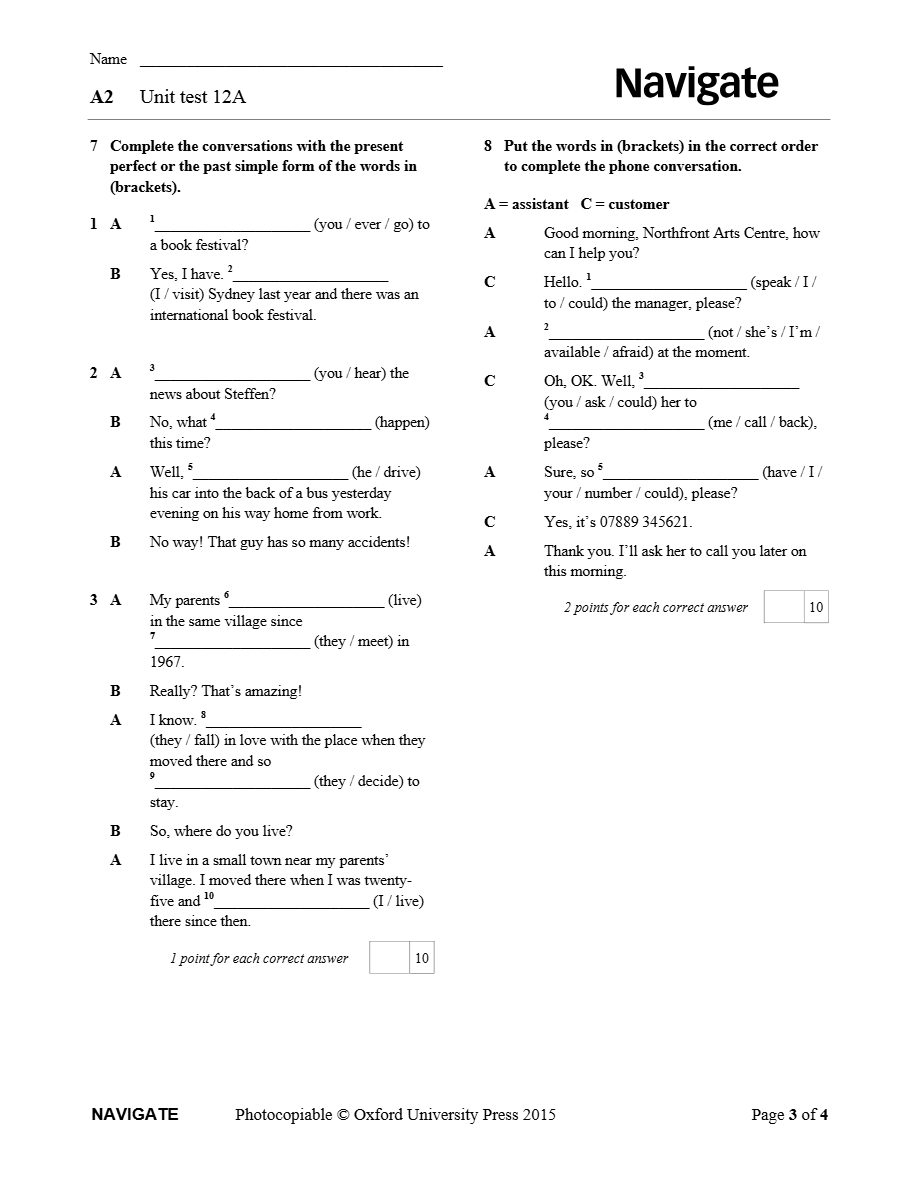 Name ______________________________________
Navigate
A2 Unit test 12A
7 Complete the conversations with the present
perfect or the past simple form of the words in
(brackets).
1 A 1____________________ (you / ever / go) to
a book festival?
B Yes, I have. 2____________________
(I / visit) Sydney last year and there was an
international book festival.
2 A 3____________________ (you / hear) the
news about Steffen?
B No, what 4____________________ (happen)
this time?
A Well, 5____________________ (he / drive)
his car into the back of a bus yesterday
evening on his way home from work.
B No way! That guy has so many accidents!
3 A My parents 6____________________ (live)
in the same village since
7____________________ (they / meet) in
1967.
B Really? That’s amazing!
A I know. 8____________________
(they / fall) in love with the place when they
moved there and so
9____________________ (they / decide) to
stay.
B So, where do you live?
A I live in a small town near my parents’
village. I moved there when I was twenty-
five and 10____________________ (I / live)
there since then.
1 point for each correct answer 10
8 Put the words in (brackets) in the correct order
to complete the phone conversation.
A = assistant C = customer
A Good morning, Northfront Arts Centre, how
can I help you?
C Hello. 1____________________ (speak / I /
to / could) the manager, please?
A 2____________________ (not / she’s / I’m /
available / afraid) at the moment.
C Oh, OK. Well, 3____________________
(you / ask / could) her to
4____________________ (me / call / back),
please?
A Sure, so 5____________________ (have / I /
your / number / could), please?
C Yes, it’s 07889 345621.
A Thank you. I’ll ask her to call you later on
this morning.
2 points for each correct answer 10
NAVIGATE Photocopiable © Oxford University Press 2015 Page 3 of 4